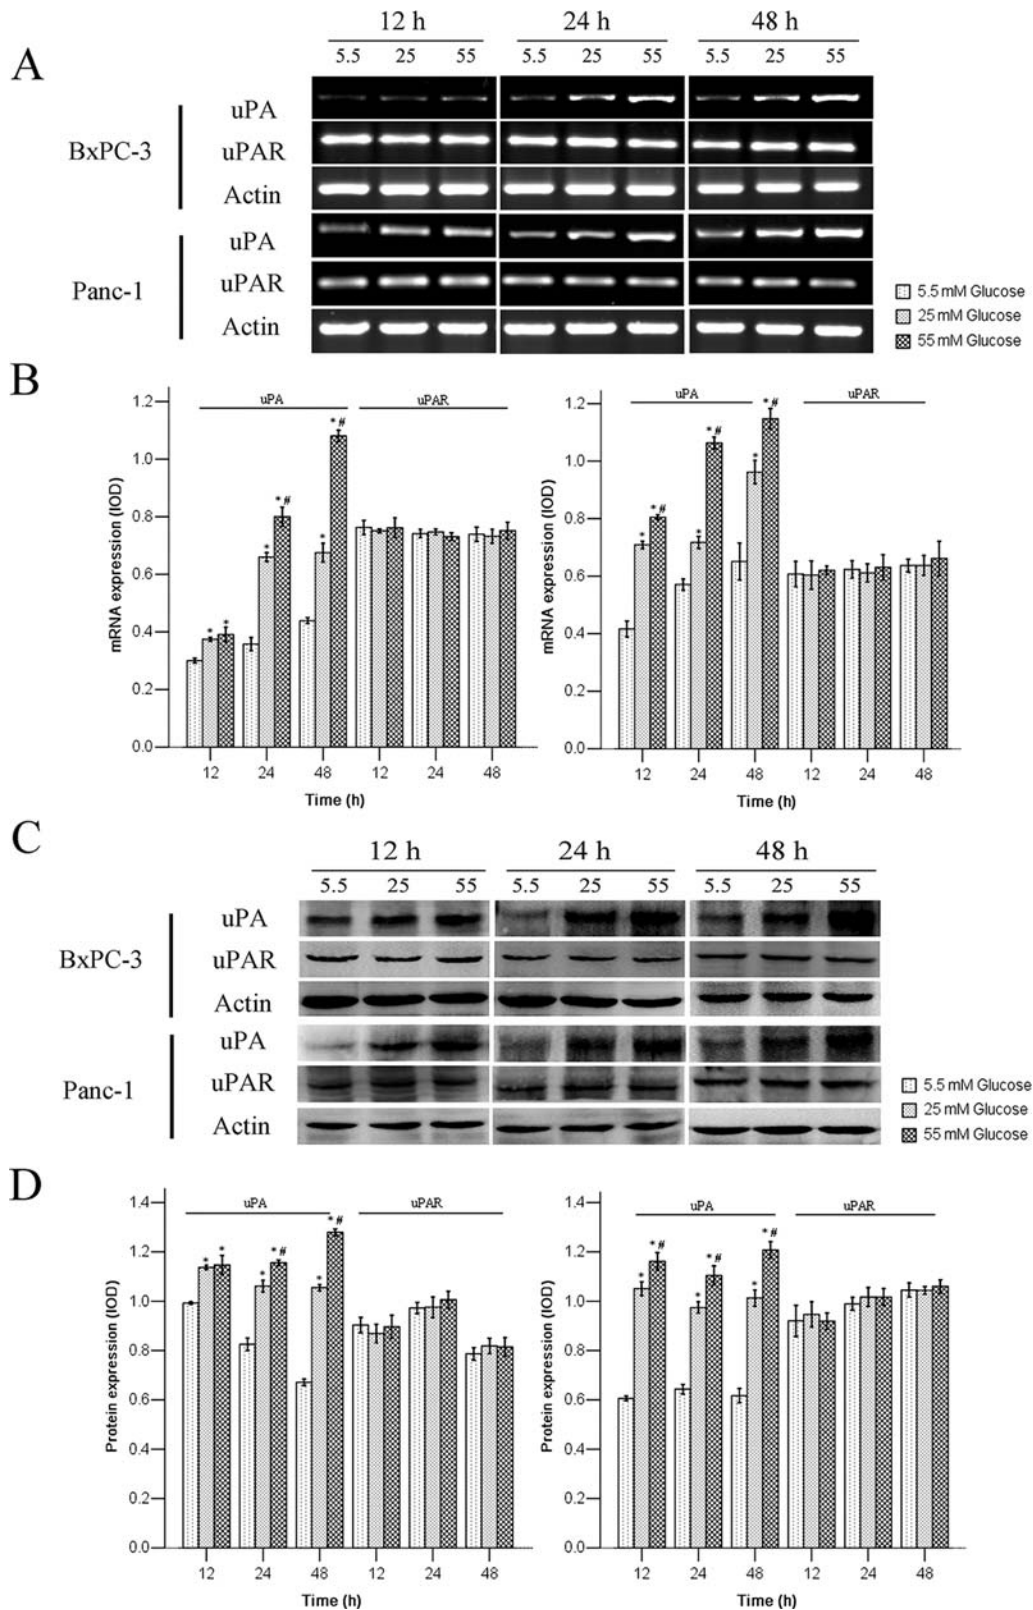 A
12 h 24 h 48 h
5.5 25 55 5.5 25 55 5.5 25 55
BxPC-3
uPA
uPAR
Actin
Panc-1
uPA
uPAR
Actin
5.5 mM Glucose
25 mM Glucose
55 mM Glucose
B
mRNA expression (IOD)
1.2
1.0
0.8
0.6
0.4
0.2
0.0
uPA uPAR
* * * *# * *#
12 24 48 12 24 48
Time (h)
mRNA expression (IOD)
1.2
1.0
0.8
0.6
0.4
0.2
0.0
uPA uPAR
* *# * *# * *#
12 24 48 12 24 48
Time (h)
C
12 h 24 h 48 h
5.5 25 55 5.5 25 55 5.5 25 55
BxPC-3
uPA
uPAR
Actin
Panc-1
uPA
uPAR
Actin
5.5 mM Glucose
25 mM Glucose
55 mM Glucose
D
Protein expression (IOD)
1.4
1.2
1.0
0.8
0.6
0.4
0.2
0.0
uPA uPAR
* * * *# * *#
12 24 48 12 24 48
Time (h)
Protein expression (IOD)
1.4
1.2
1.0
0.8
0.6
0.4
0.2
0.0
uPA uPAR
* *# * *# * *#
12 24 48 12 24 48
Time (h)